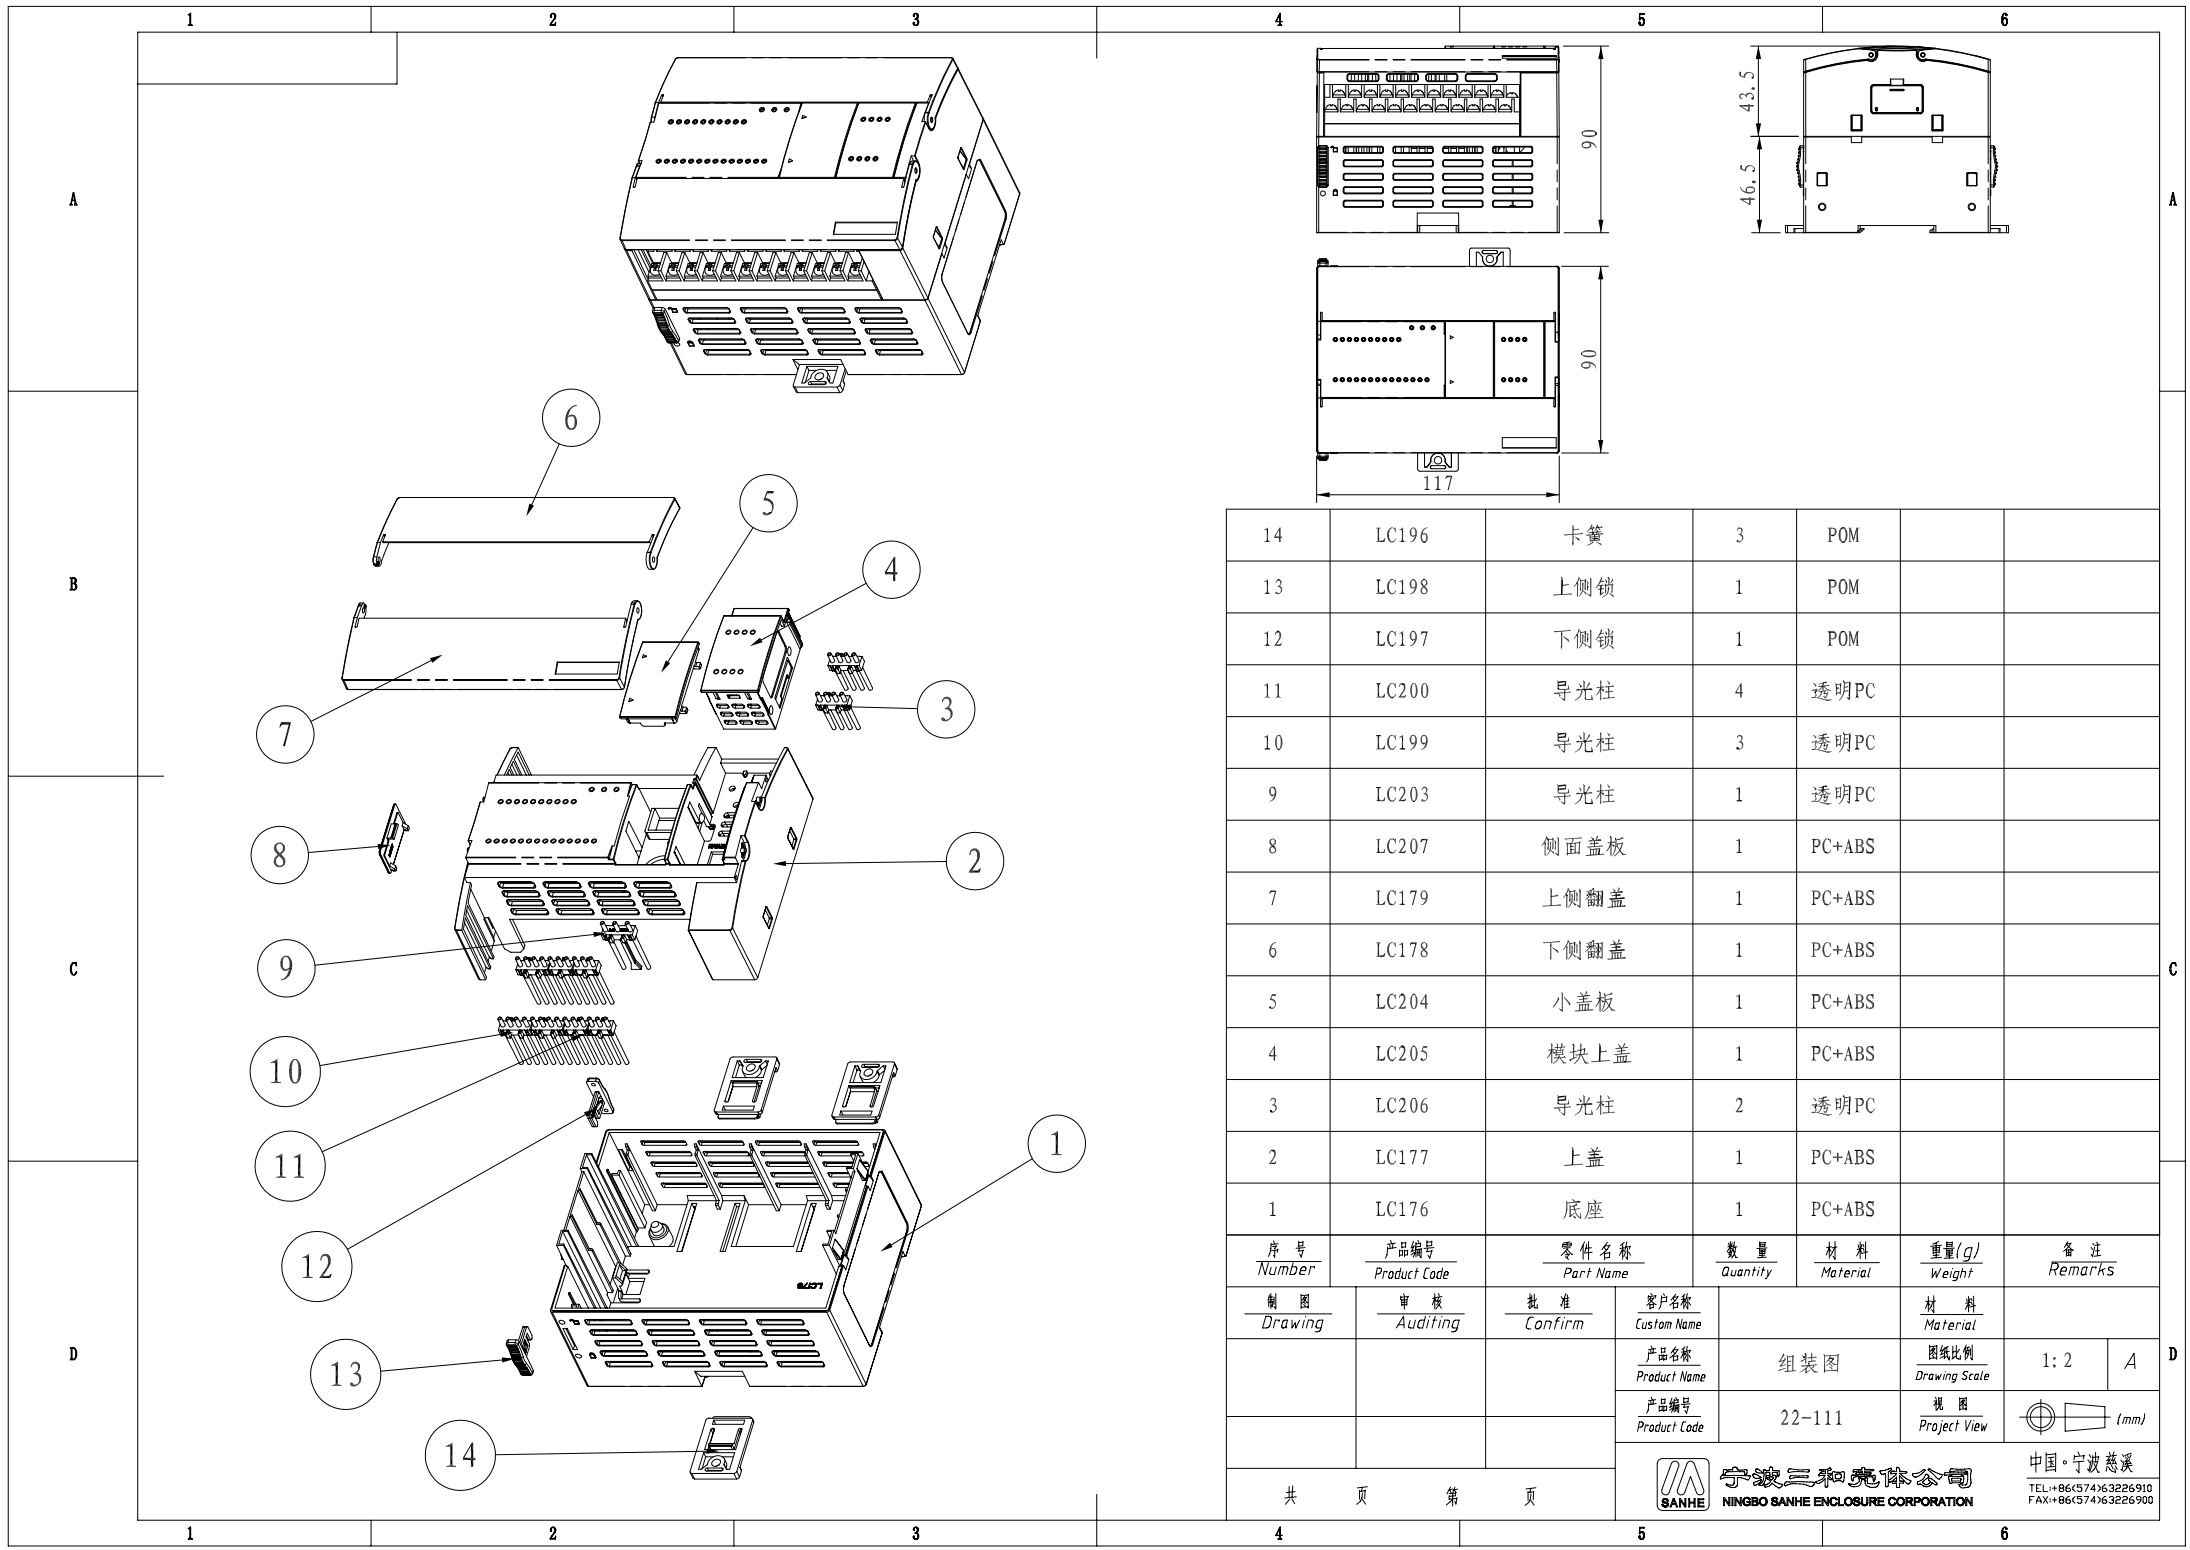 1 2 3 4 5 6
A
A
B
B
C
C
D
D
90
43.5
46.5
90
117
6
5
4
7
3
8
2
9
10
11
12
1
13
14
LC176
14 LC196 卡簧 3 POM
13 LC198 上侧锁 1 POM
12 LC197 下侧锁 1 POM
11 LC200 导光柱 4 透明PC
10 LC199 导光柱 3 透明PC
9 LC203 导光柱 1 透明PC
8 LC207 侧面盖板 1 PC+ABS
7 LC179 上侧翻盖 1 PC+ABS
6 LC178 下侧翻盖 1 PC+ABS
5 LC204 小盖板 1 PC+ABS
4 LC205 模块上盖 1 PC+ABS
3 LC206 导光柱 2 透明PC
2 LC177 上盖 1 PC+ABS
1 LC176 底座 1 PC+ABS
序 号 产品编号 零件名称 数 量 材 料 重量(g) 备 注
Number Product Code Part Name Quantity Material Weight Remarks
制 图 审 核 批 准 客户名称 材 料
Drawing Auditing Confirm Custom Name Material
产品名称 组装图 图纸比例 1:2 A
Product Name Drawing Scale
产品编号 22-111 视 图 (mm)
Product Code Project View
共 页 第 页
SANHE
宁波三和壳体公司
NINGBO SANHE ENCLOSURE CORPORATION
中国。宁波慈溪
TEL:+86(574)63226910
FAX:+86(574)63226900
1 2 3 4 5 6